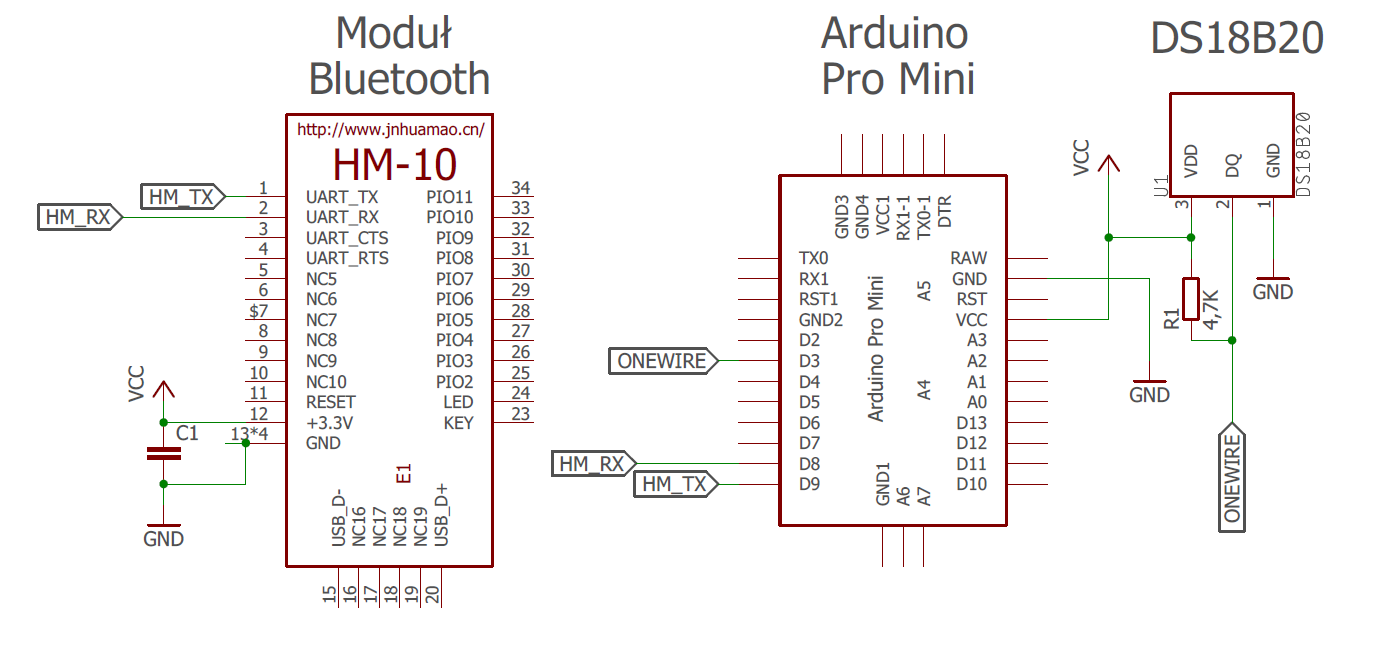 Moduł
Bluetooth
Arduino
Pro Mini
DS18B20
http://www.jnhuamao.cn/
HM-10
HM_TX
HM_RX
1
2
3
4
5
6
$7
8
9
10
11
12
13*4
UART_TX
UART_RX
UART_CTS
UART_RTS
NC5
NC6
NC7
NC8
NC9
NC10
RESET
+3.3V
GND
PIO11
PIO10
PIO9
PIO8
PIO7
PIO6
PIO5
PIO4
PIO3
PIO2
LED
KEY
34
33
32
31
30
29
28
27
26
25
24
23
E1
USB_D-
NC16
NC17
NC18
NC19
USB_D+
15
16
17
18
19
20
VCC
C1
GND
GND3
GND4
VCC1
RX1-1
TX0-1
DTR
TX0
RX1
RST1
GND2
D2
D3
D4
D5
D6
D7
D8
D9
Arduino Pro Mini
A5
A4
RAW
GND
RST
VCC
A3
A2
A1
A0
D13
D12
D11
D10
GND1
A6
A7
ONEWIRE
HM_RX
HM_TX
VCC
GND
U1
VDD
DQ
GND
DS18B20
3
2
1
R1
4,7K
GND
ONEWIRE